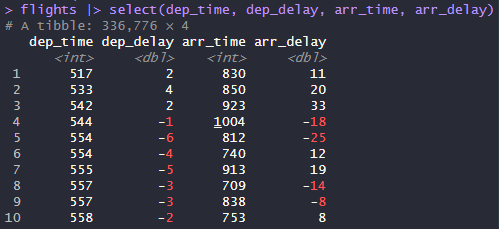 > flights |> select(dep_time, dep_delay, arr_time, arr_delay)
# A tibble: 336,776 × 4
dep_time dep_delay arr_time arr_delay
<int> <dbl> <int> <dbl>
1 517 2 830 11
2 533 4 850 20
3 542 2 923 33
4 544 -1 1004 -18
5 554 -6 812 -25
6 554 -4 740 12
7 555 -5 913 19
8 557 -3 709 -14
9 557 -3 838 -8
10 558 -2 753 8